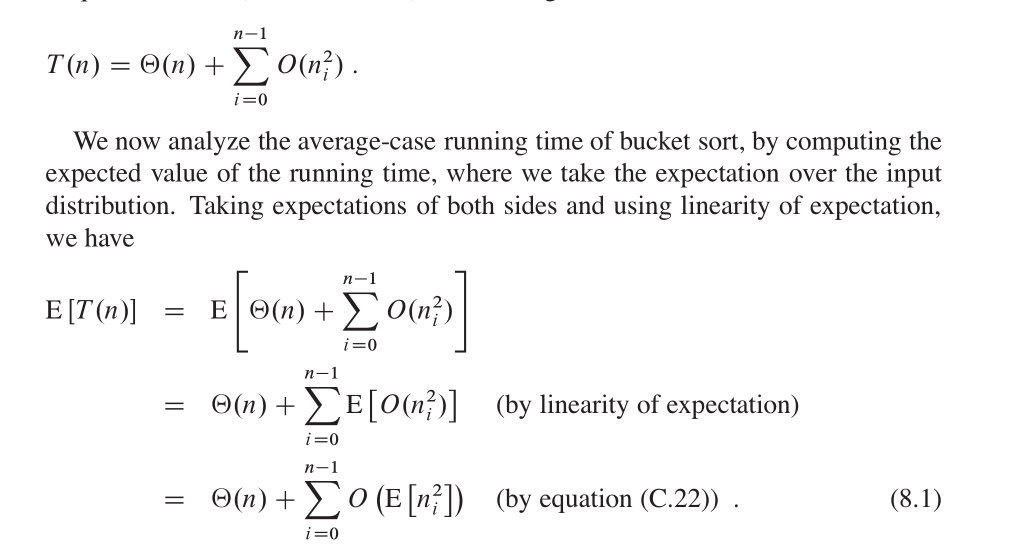 T(n) = Θ(n) + ∑_{i=0}^{n−1} O(n_i^2) .
We now analyze the average-case running time of bucket sort, by computing the
expected value of the running time, where we take the expectation over the input
distribution. Taking expectations of both sides and using linearity of expectation,
we have
E[T(n)] = E[Θ(n) + ∑_{i=0}^{n−1} O(n_i^2)]
= Θ(n) + ∑_{i=0}^{n−1} E[O(n_i^2)] (by linearity of expectation)
= Θ(n) + ∑_{i=0}^{n−1} O(E[n_i^2]) (by equation (C.22)) . (8.1)